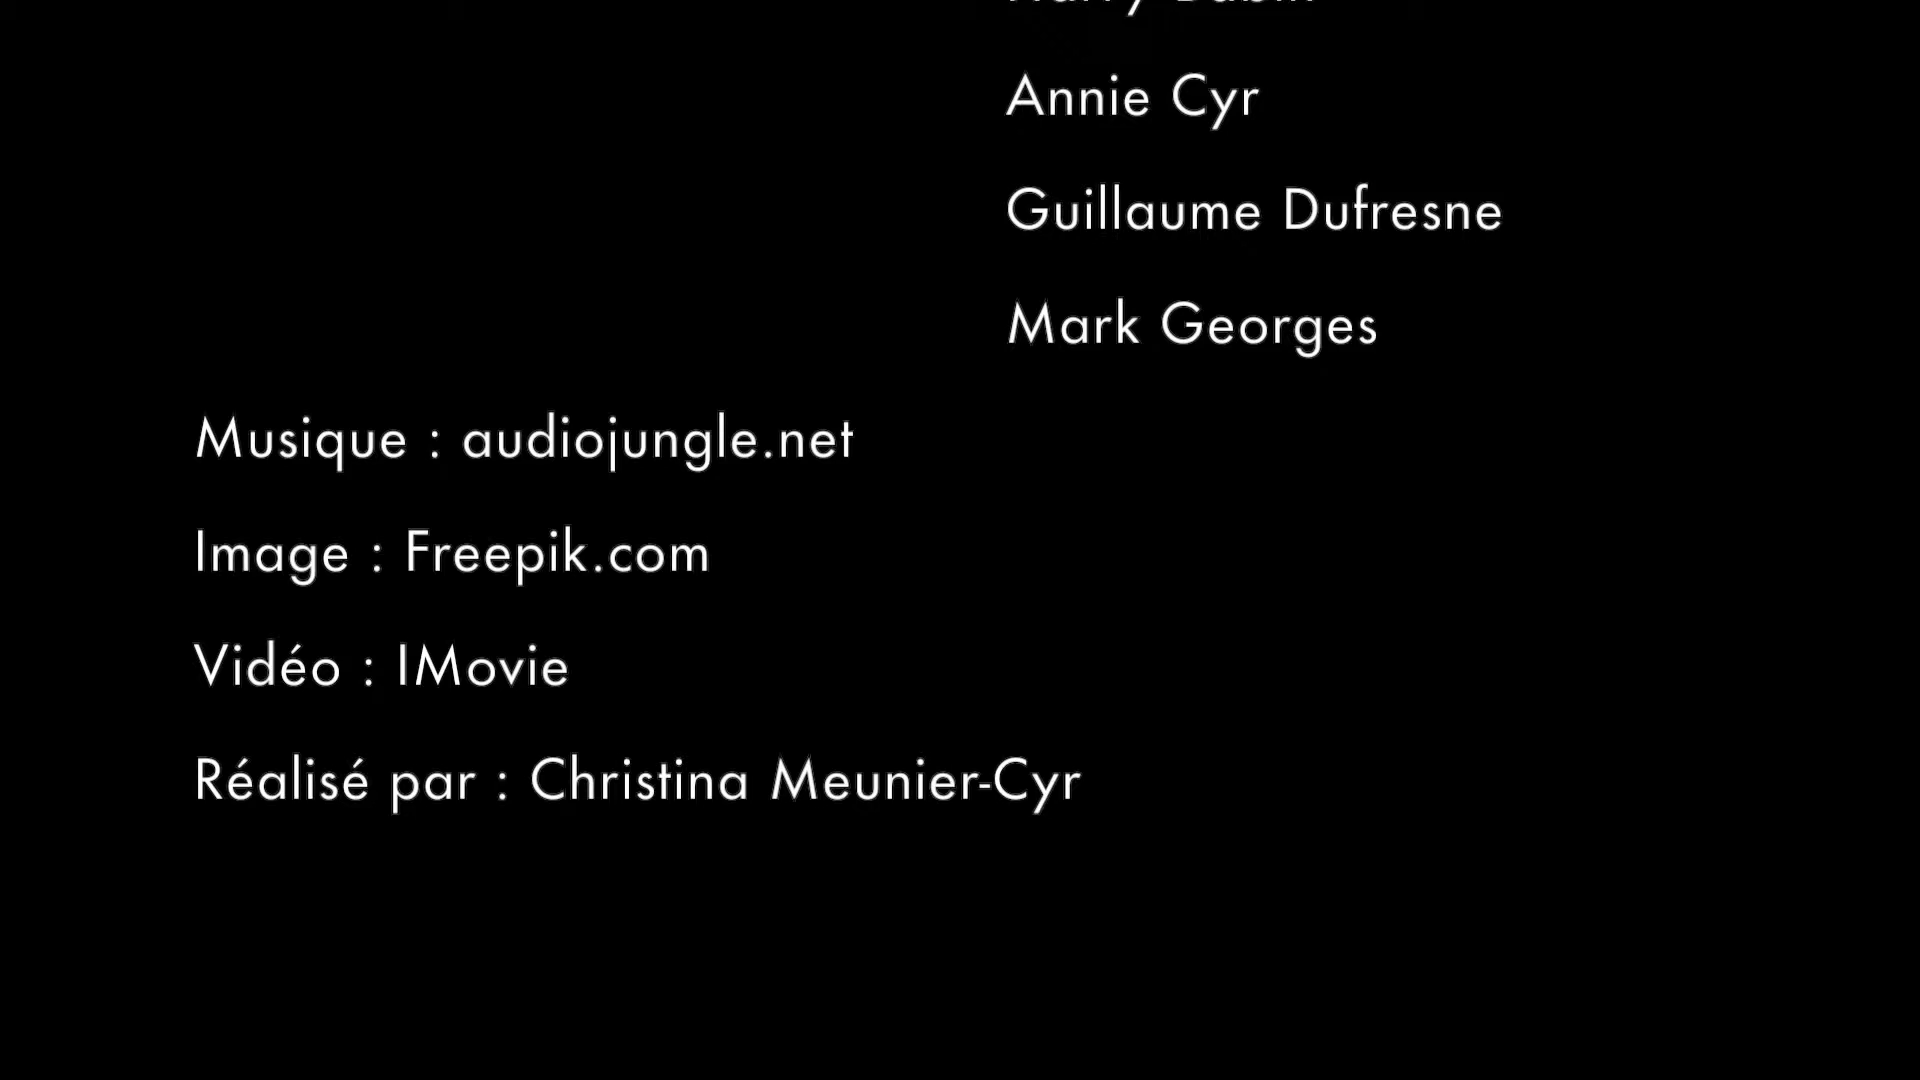 Annie Cyr
Guillaume Dufresne
Mark Georges
Musique : audiojungle.net
Image : Freepik.com
Vidéo : IMovie
Réalisé par : Christina Meunier-Cyr